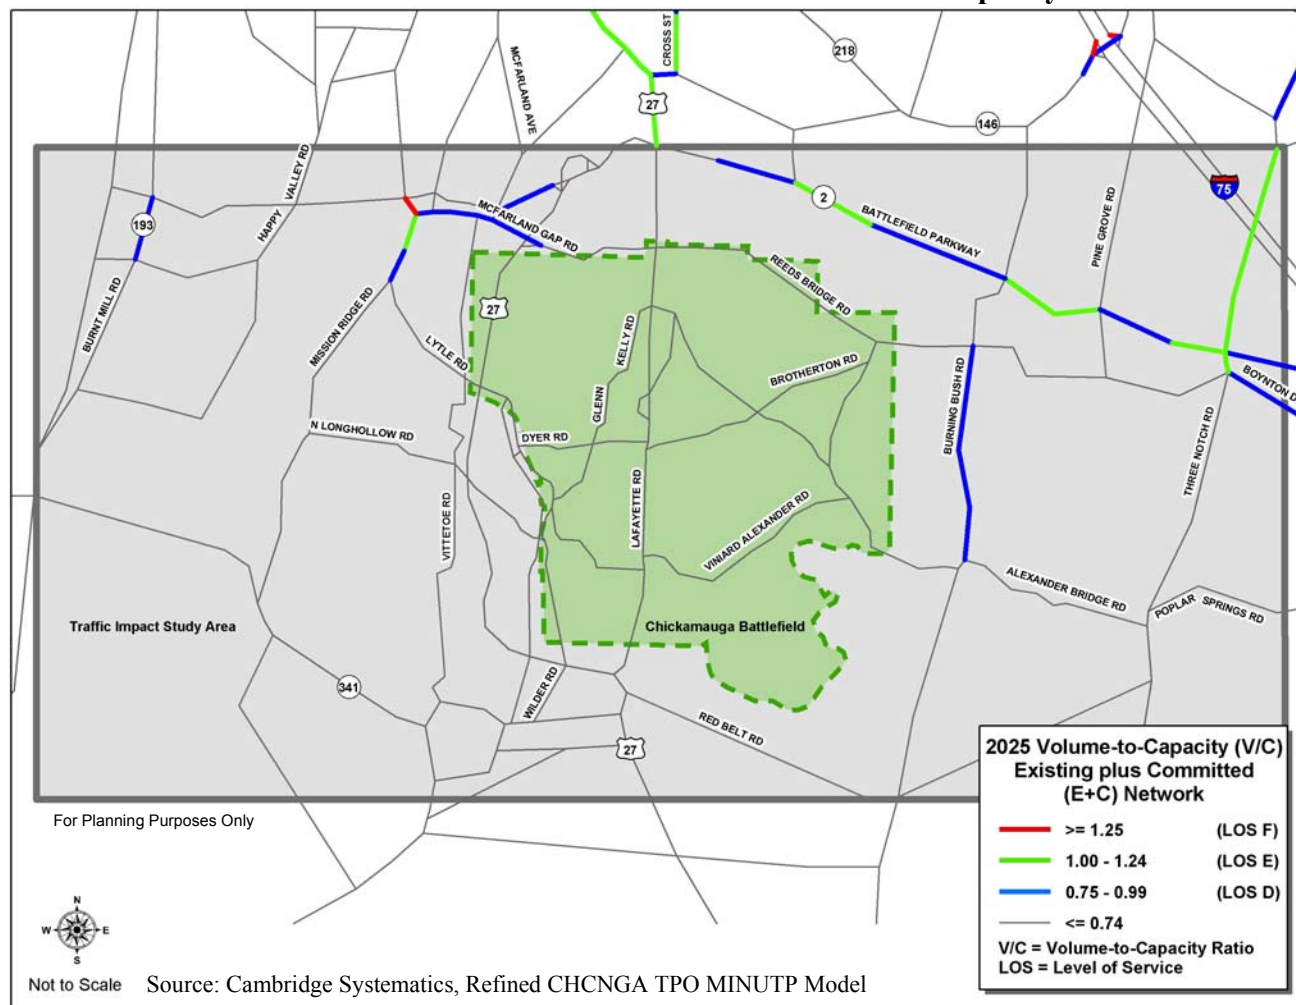 CROSS ST
MCFARLAND AVE
218
27
146
HAPPY VALLEY RD
75
193
MCFARLAND GAP RD
2
BATTLEFIELD PARKWAY
PINE GROVE RD
BURNT MILL RD
MISSION RIDGE RD
27
REEDS BRIDGE RD
LYTLE RD
GLENN KELLY RD
BROTHERTON RD
BURNING BUSH RD
BOYNTON D
N LONGHOLLOW RD
DYER RD
THREE NOTCH RD
VITTETOE RD
LAFAYETTE RD
VINIARD ALEXANDER RD
ALEXANDER BRIDGE RD
POPLAR SPRINGS RD
Traffic Impact Study Area
Chickamauga Battlefield
341
WILDER RD
RED BELT RD
27
2025 Volume-to-Capacity (V/C)
Existing plus Committed
(E+C) Network
>= 1.25 (LOS F)
1.00 - 1.24 (LOS E)
0.75 - 0.99 (LOS D)
<= 0.74
V/C = Volume-to-Capacity Ratio
LOS = Level of Service
For Planning Purposes Only
N
W E
S
Not to Scale
Source: Cambridge Systematics, Refined CHCNGA TPO MINUTP Model